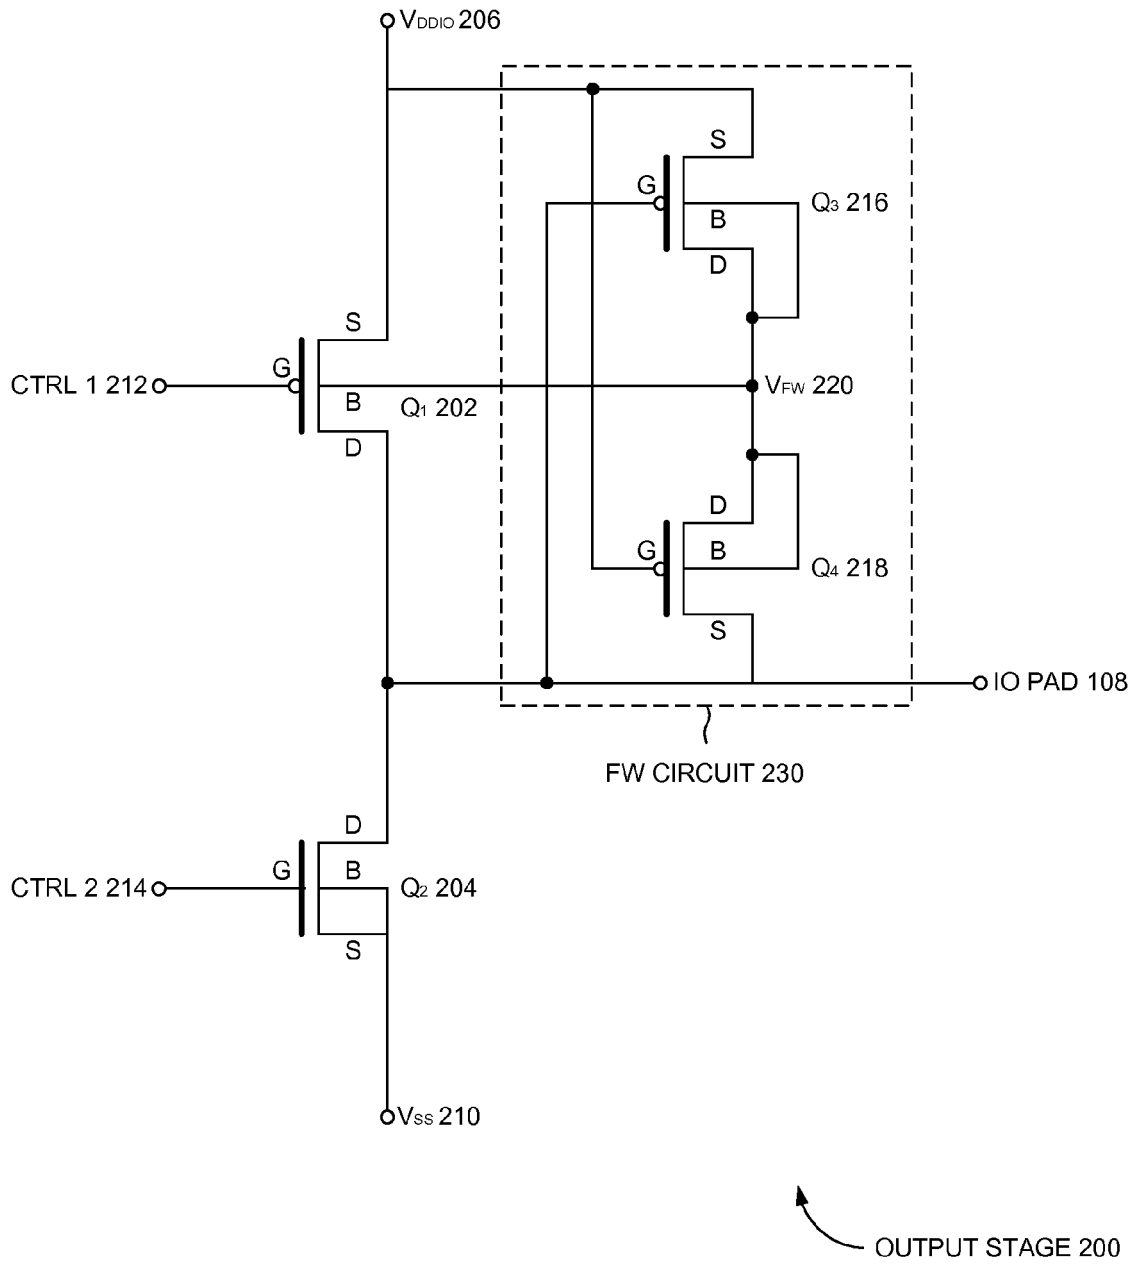 VDDIO 206
S
G
B
D
Q3 216
S
CTRL 1 212
G
B
D
Q1 202
VFW 220
D
G
B
S
Q4 218
IO PAD 108
FW CIRCUIT 230
D
CTRL 2 214
G
B
S
Q2 204
VSS 210
OUTPUT STAGE 200